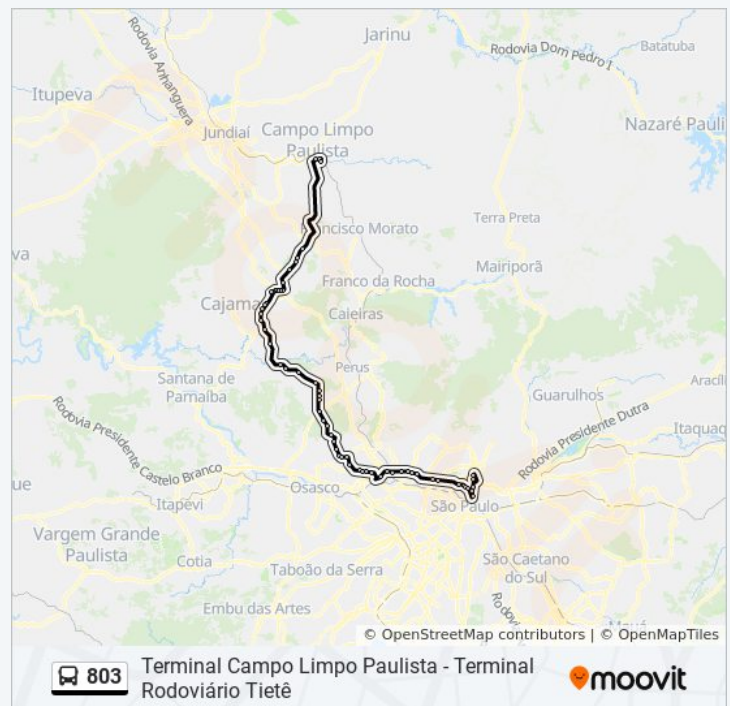 Jarinu
Rodovia Dom Pedro I
Batatuba
Rodovia Anhanguera
Itupeva
Jundiaí
Campo Limpo
Paulista
Nazaré Pauli
Terra Preta
Francisco Morato
va
Mairiporã
Franco da Rocha
Cajamar
Caieiras
Perus
Santana de
Parnaíba
Guarulhos
Rodovia Presidente Dutra
Itaquaq
Rodovia Presidente Castelo Branco
ue
Osasco
Itapevi
São Paulo
Vargem Grande
Paulista
Cotia
Taboão da Serra
São Caetano
do Sul
Embu das Artes
© OpenStreetMap contributors | © OpenMapTiles
803
Terminal Campo Limpo Paulista - Terminal
Rodoviário Tietê
moovit